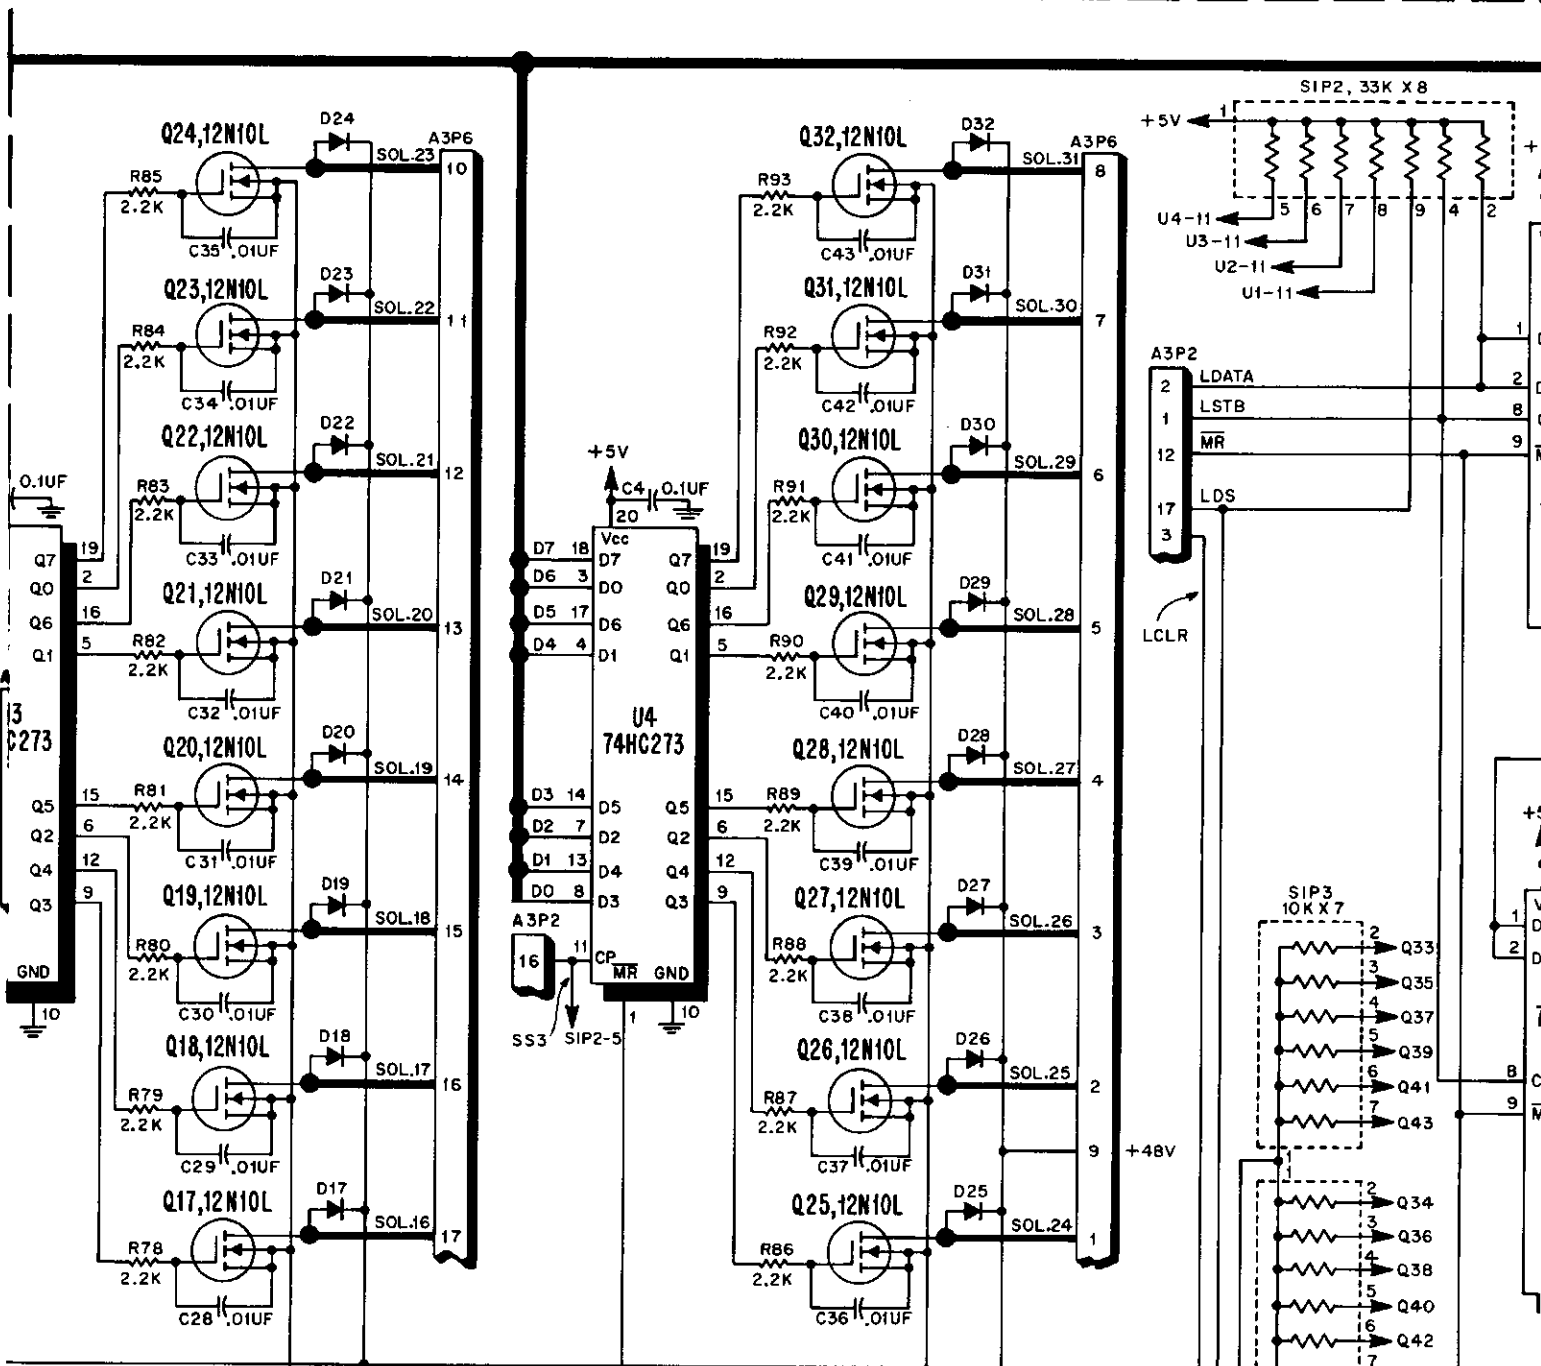 Q24,12N10L
D24
A3P6
SOL.23
10
R85
2.2K
C35 .01UF
Q23,12N10L
D23
SOL.22
11
R84
2.2K
C34 .01UF
Q22,12N10L
D22
SOL.21
12
R83
2.2K
C33 .01UF
Q21,12N10L
D21
SOL.20
13
R82
2.2K
C32 .01UF
Q20,12N10L
D20
SOL.19
14
R81
2.2K
C31 .01UF
Q19,12N10L
D19
SOL.18
15
R80
2.2K
C30 .01UF
Q18,12N10L
D18
SOL.17
16
R79
2.2K
C29 .01UF
Q17,12N10L
D17
SOL.16
17
R78
2.2K
C28 .01UF
0.1UF
Q7 19
Q0 2
Q6 16
Q1 5
3
C273
Q5 15
Q2 6
Q4 12
Q3 9
GND
10
+5V
C4 0.1UF
20
Vcc
D7 18 D7 Q7 19
D6 3 D0 Q0 2
D5 17 D6 Q6 16
D4 4 D1 Q1 5
U4
74HC273
D3 14 D5 Q5 15
D2 7 D2 Q2 6
D1 13 D4 Q4 12
D0 8 D3 Q3 9
A3P2
16
11
CP
MR GND
1
10
SS3
SIP2-5
Q32,12N10L
D32
A3P6
SOL.31
8
R93
2.2K
C43 .01UF
Q31,12N10L
D31
SOL.30
7
R92
2.2K
C42 .01UF
Q30,12N10L
D30
SOL.29
6
R91
2.2K
C41 .01UF
Q29,12N10L
D29
SOL.28
5
R90
2.2K
C40 .01UF
Q28,12N10L
D28
SOL.27
4
R89
2.2K
C39 .01UF
Q27,12N10L
D27
SOL.26
3
R88
2.2K
C38 .01UF
Q26,12N10L
D26
SOL.25
2
R87
2.2K
C37 .01UF
9 +48V
Q25,12N10L
D25
SOL.24
1
R86
2.2K
C36 .01UF
SIP2, 33K X 8
+5V 1
+
5 6 7 8 9 4 2
U4-11
U3-11
U2-11
U1-11
A3P2
2 LDATA
1 LSTB
12 MR
17 LDS
3
LCLR
1
2
8
9
SIP3
10K X 7
2 Q33
3 Q35
4 Q37
5 Q39
6 Q41
7 Q43
1
2 Q34
3 Q36
4 Q38
5 Q40
6 Q42
7
+5
1
D
2
D
8 C
9 M